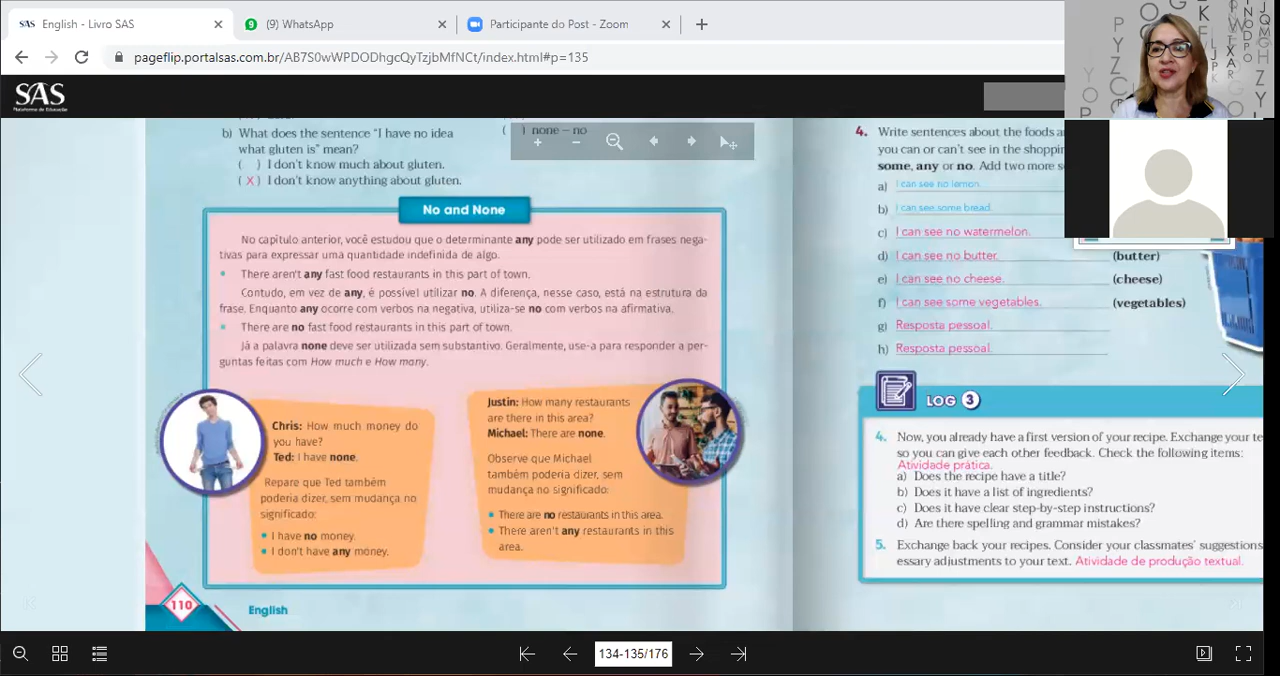 English - Livro SAS
(9) WhatsApp
Participante do Post - Zoom
pageflip.portalsas.com.br/AB7S0wWPDODhgcQyTzjbMfNCt/index.html#p=135
SAS
Plataforma de Educação
b) What does the sentence "I have no idea
what gluten is" mean?
( ) I don't know much about gluten.
( X ) I don't know anything about gluten.
( ) none – no
No and None
No capítulo anterior, você estudou que o determinante any pode ser utilizado em frases nega-
tivas para expressar uma quantidade indefinida de algo.
• There aren't any fast food restaurants in this part of town.
Contudo, em vez de any, é possível utilizar no. A diferença, nesse caso, está na estrutura da
frase. Enquanto any ocorre com verbos na negativa, utiliza-se no com verbos na afirmativa.
• There are no fast food restaurants in this part of town.
Já a palavra none deve ser utilizada sem substantivo. Geralmente, use-a para responder a per-
guntas feitas com How much e How many.
Chris: How much money do
you have?
Ted: I have none.
Repare que Ted também
poderia dizer, sem mudança no
significado:
• I have no money.
• I don't have any money.
Justin: How many restaurants
are there in this area?
Michael: There are none.
Observe que Michael
também poderia dizer, sem
mudança no significado:
• There are no restaurants in this area.
• There aren't any restaurants in this
area.
110
English
4. Write sentences about the foods
you can or can't see in the
some, any or no. Add two more
a) I can see no lemon.
b) I can see some bread.
c) I can see no watermelon.
d) I can see no butter. (butter)
e) I can see no cheese. (cheese)
f) I can see some vegetables. (vegetables)
g) Resposta pessoal.
h) Resposta pessoal.
LOG 3
4. Now, you already have a first version of your recipe. Exchange your
so you can give each other feedback. Check the following items:
Atividade prática.
a) Does the recipe have a title?
b) Does it have a list of ingredients?
c) Does it have clear step-by-step instructions?
d) Are there spelling and grammar mistakes?
5. Exchange back your recipes. Consider your classmates' suggestions
essary adjustments to your text. Atividade de produção textual.
134-135/176